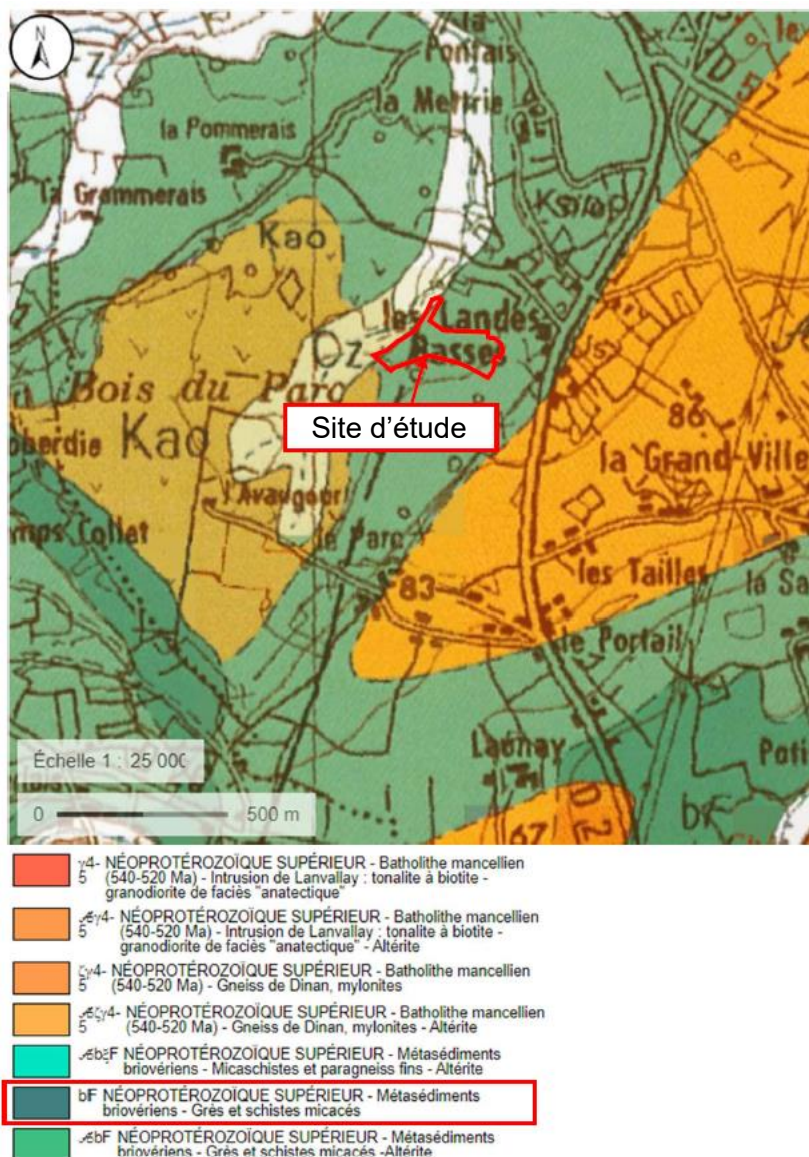 N
la
Pontais
la Mettrie
D 57
la Pommerais
la Grammerais
Kao
les Landes
Basses
Oz
Bois du Parc
Kao
Site d'étude
86
la Grand-Ville
l'Avaugour
le Parc
les Tailles
83
le Portail
Launay
bF
67
D 2
Échelle 1 : 25 000
0
500 m
γ4- NÉOPROTÉROZOÏQUE SUPÉRIEUR - Batholithe mancellien
5 (540-520 Ma) - Intrusion de Lanvallay : tonalite à biotite -
granodiorite de faciès "anatectique"
γ4- NÉOPROTÉROZOÏQUE SUPÉRIEUR - Batholithe mancellien
5 (540-520 Ma) - Intrusion de Lanvallay : tonalite à biotite -
granodiorite de faciès "anatectique" - Altérite
ζγ4- NÉOPROTÉROZOÏQUE SUPÉRIEUR - Batholithe mancellien
5 (540-520 Ma) - Gneiss de Dinan, mylonites
ζγ4- NÉOPROTÉROZOÏQUE SUPÉRIEUR - Batholithe mancellien
5 (540-520 Ma) - Gneiss de Dinan, mylonites - Altérite
NÉOPROTÉROZOÏQUE SUPÉRIEUR - Métasédiments
briovériens - Micaschistes et paragneiss fins - Altérite
bF NÉOPROTÉROZOÏQUE SUPÉRIEUR - Métasédiments
briovériens - Grès et schistes micacés
bF NÉOPROTÉROZOÏQUE SUPÉRIEUR - Métasédiments
briovériens - Grès et schistes micacés -Altérite